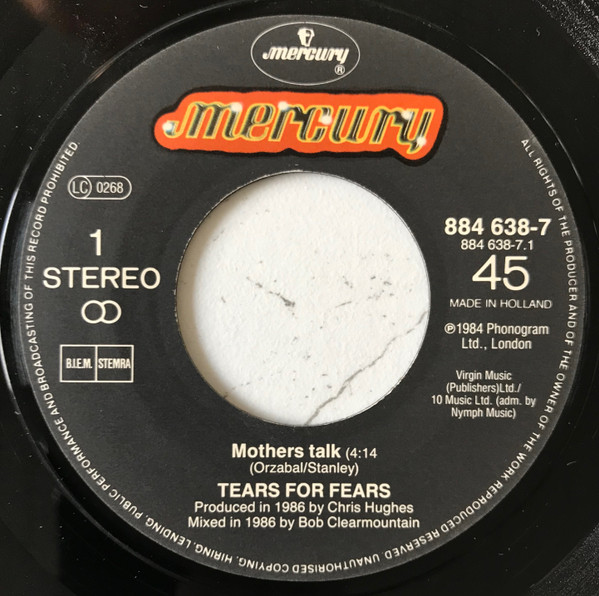 mercury
®
mercury
LC 0268
1
STEREO
B.I.E.M. STEMRA
884 638-7
884 638-7.1
45
MADE IN HOLLAND
℗1984 Phonogram
Ltd., London
Virgin Music
(Publishers)Ltd./
10 Music Ltd. (adm. by
Nymph Music)
Mothers talk (4:14
(Orzabal/Stanley)
TEARS FOR FEARS
Produced in 1986 by Chris Hughes
Mixed in 1986 by Bob Clearmountain
ALL RIGHTS OF THE PRODUCER AND OF THE OWNER OF THE WORK REPRODUCED RESERVED. UNAUTHORISED COPYING, HIRING, LENDING, PUBLIC PERFORMANCE AND BROADCASTING OF THIS RECORD PROHIBITED.